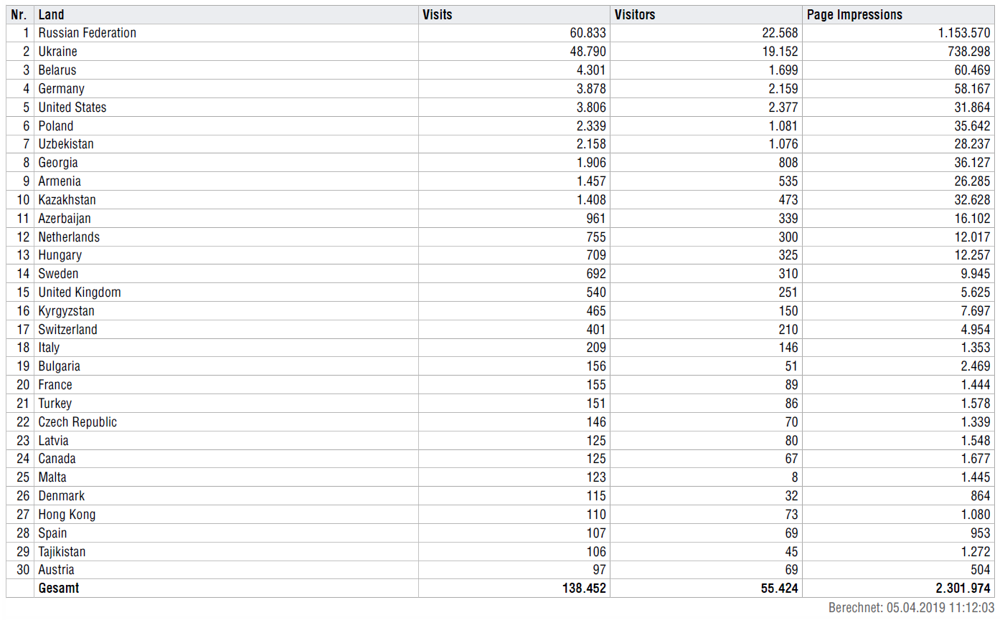 Nr. Land Visits Visitors Page Impressions
1 Russian Federation 60.833 22.568 1.153.570
2 Ukraine 48.790 19.152 738.298
3 Belarus 4.301 1.699 60.469
4 Germany 3.878 2.159 58.167
5 United States 3.806 2.377 31.864
6 Poland 2.339 1.081 35.642
7 Uzbekistan 2.158 1.076 28.237
8 Georgia 1.906 808 36.127
9 Armenia 1.457 535 26.285
10 Kazakhstan 1.408 473 32.628
11 Azerbaijan 961 339 16.102
12 Netherlands 755 300 12.017
13 Hungary 709 325 12.257
14 Sweden 692 310 9.945
15 United Kingdom 540 251 5.625
16 Kyrgyzstan 465 150 7.697
17 Switzerland 401 210 4.954
18 Italy 209 146 1.353
19 Bulgaria 156 51 2.469
20 France 155 89 1.444
21 Turkey 151 86 1.578
22 Czech Republic 146 70 1.339
23 Latvia 125 80 1.548
24 Canada 125 67 1.677
25 Malta 123 8 1.445
26 Denmark 115 32 864
27 Hong Kong 110 73 1.080
28 Spain 107 69 953
29 Tajikistan 106 45 1.272
30 Austria 97 69 504
Gesamt 138.452 55.424 2.301.974
Berechnet: 05.04.2019 11:12:03